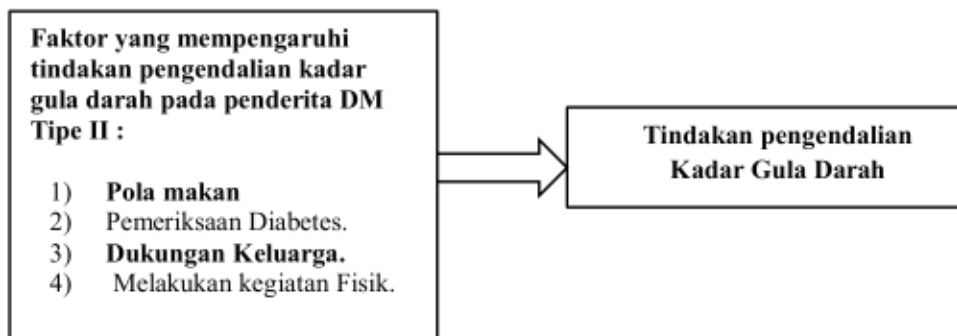 Faktor yang mempengaruhi
tindakan pengendalian kadar
gula darah pada penderita DM
Tipe II :
1) Pola makan
2) Pemeriksaan Diabetes.
3) Dukungan Keluarga.
4) Melakukan kegiatan Fisik.
Tindakan pengendalian
Kadar Gula Darah